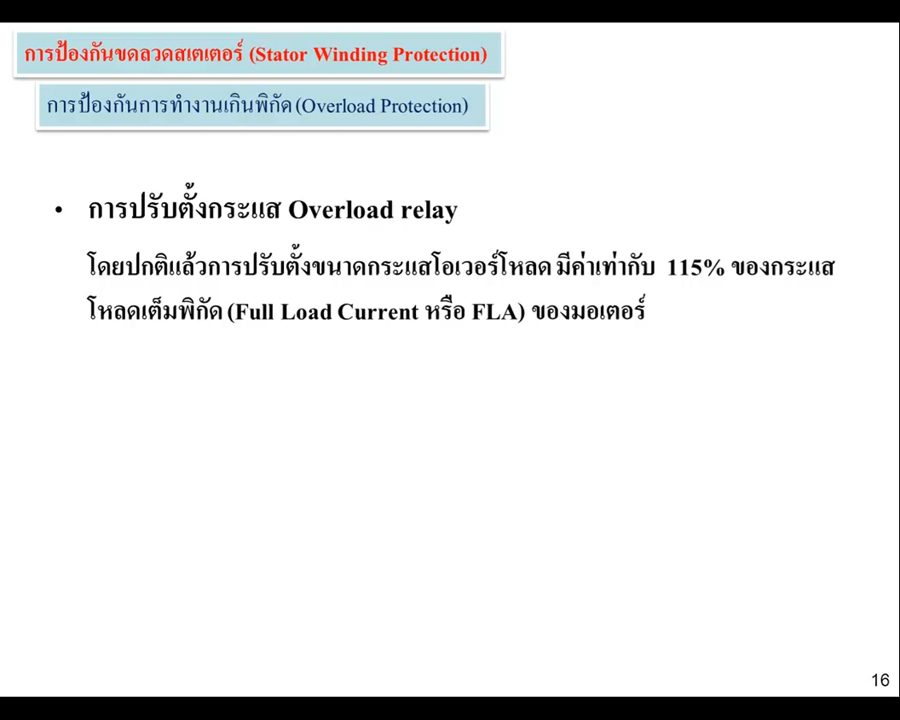 การป้องกันขดลวดสเตเตอร์ (Stator Winding Protection)
การป้องกันการทำงานเกินพิกัด (Overload Protection)
• การปรับตั้งกระแส Overload relay
โดยปกติแล้วการปรับตั้งขนาดกระแสโอเวอร์โหลด มีค่าเท่ากับ 115% ของกระแส
โหลดเต็มพิกัด (Full Load Current หรือ FLA) ของมอเตอร์
16